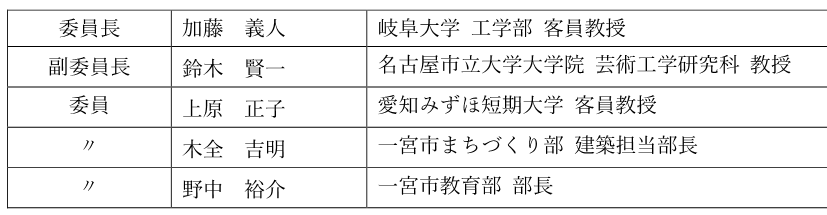 委員長 加藤　義人 岐阜大学 工学部 客員教授
副委員長 鈴木　賢一 名古屋市立大学大学院 芸術工学研究科 教授
委員 上原　正子 愛知みずほ短期大学 客員教授
〃 木全　吉明 一宮市まちづくり部 建築担当部長
〃 野中　裕介 一宮市教育部 部長